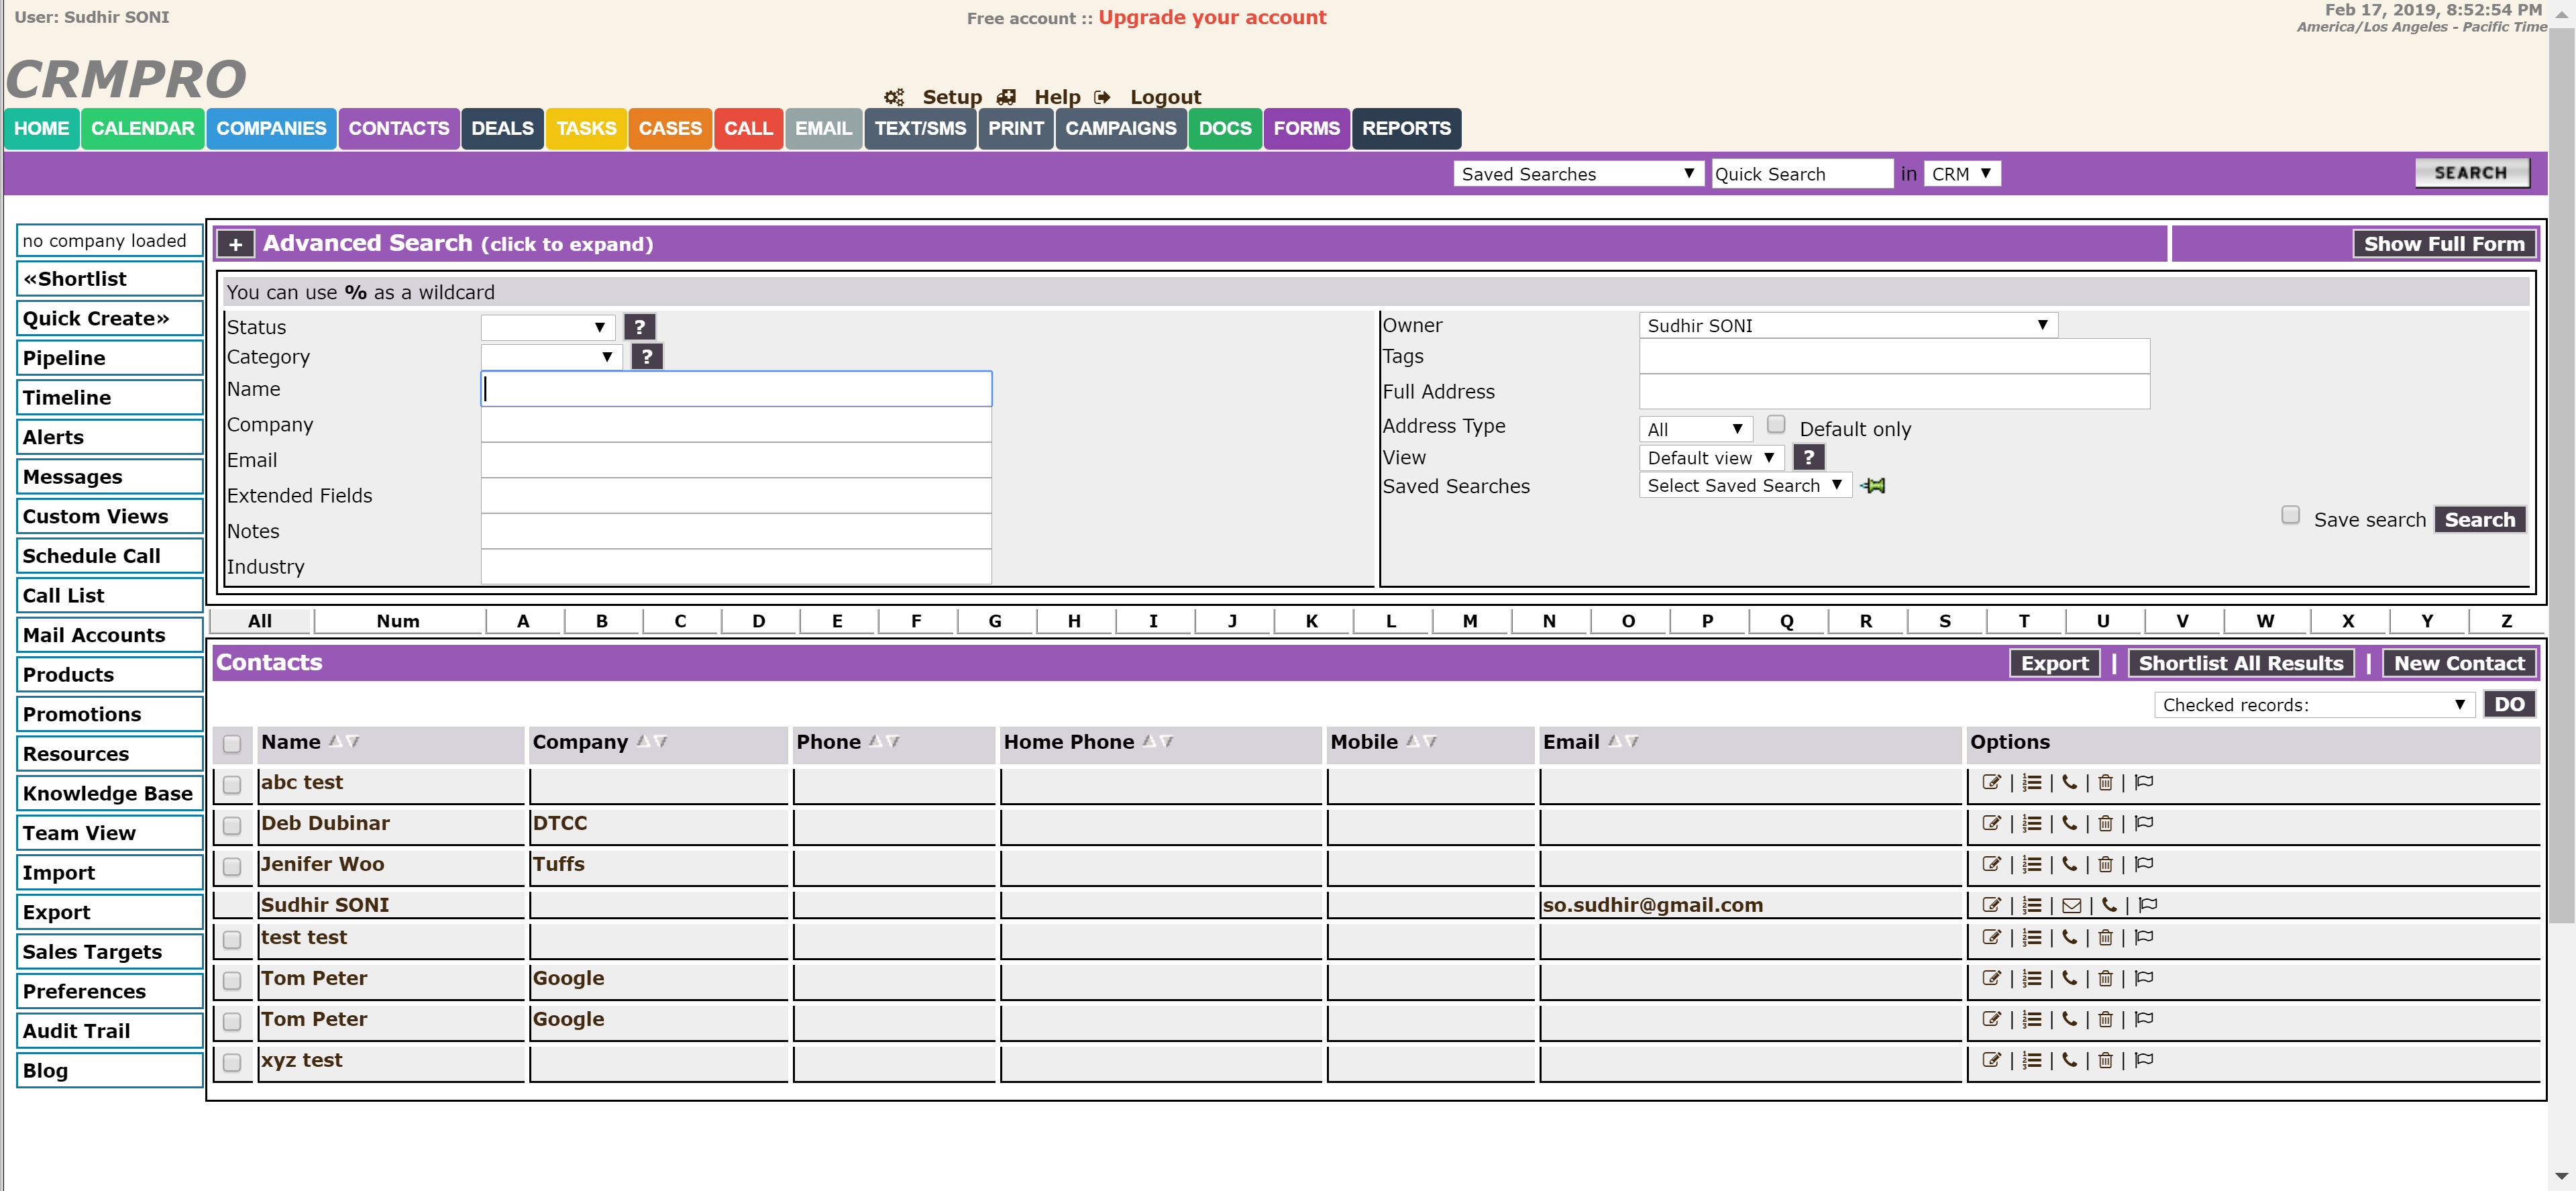 User: Sudhir SONI
Free account :: Upgrade your account
Feb 17, 2019, 8:52:54 PM
America/Los Angeles - Pacific Time
CRMPRO
Setup Help Logout
HOME CALENDAR COMPANIES CONTACTS DEALS TASKS CASES CALL EMAIL TEXT/SMS PRINT CAMPAIGNS DOCS FORMS REPORTS
Saved Searches Quick Search in CRM SEARCH
no company loaded
«Shortlist
Quick Create»
Pipeline
Timeline
Alerts
Messages
Custom Views
Schedule Call
Call List
Mail Accounts
Products
Promotions
Resources
Knowledge Base
Team View
Import
Export
Sales Targets
Preferences
Audit Trail
Blog
+ Advanced Search (click to expand) Show Full Form
You can use % as a wildcard
Status ?
Category ?
Name
Company
Email
Extended Fields
Notes
Industry
Owner Sudhir SONI
Tags
Full Address
Address Type All Default only
View Default view ?
Saved Searches Select Saved Search
Save search Search
All Num A B C D E F G H I J K L M N O P Q R S T U V W X Y Z
Contacts Export | Shortlist All Results | New Contact
Checked records: DO
Name Company Phone Home Phone Mobile Email Options
abc test
Deb Dubinar DTCC
Jenifer Woo Tuffs
Sudhir SONI so.sudhir@gmail.com
test test
Tom Peter Google
Tom Peter Google
xyz test